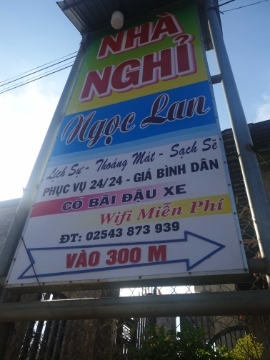 NHÀ
NGHỈ
Ngọc Lan
Lịch Sự - Thoáng Mát - Sạch Sẽ
PHỤC VỤ 24/24 - GIÁ BÌNH DÂN
CÓ BÃI ĐẬU XE
Wifi Miễn Phí
ĐT: 02543 873 939
VÀO 300 M